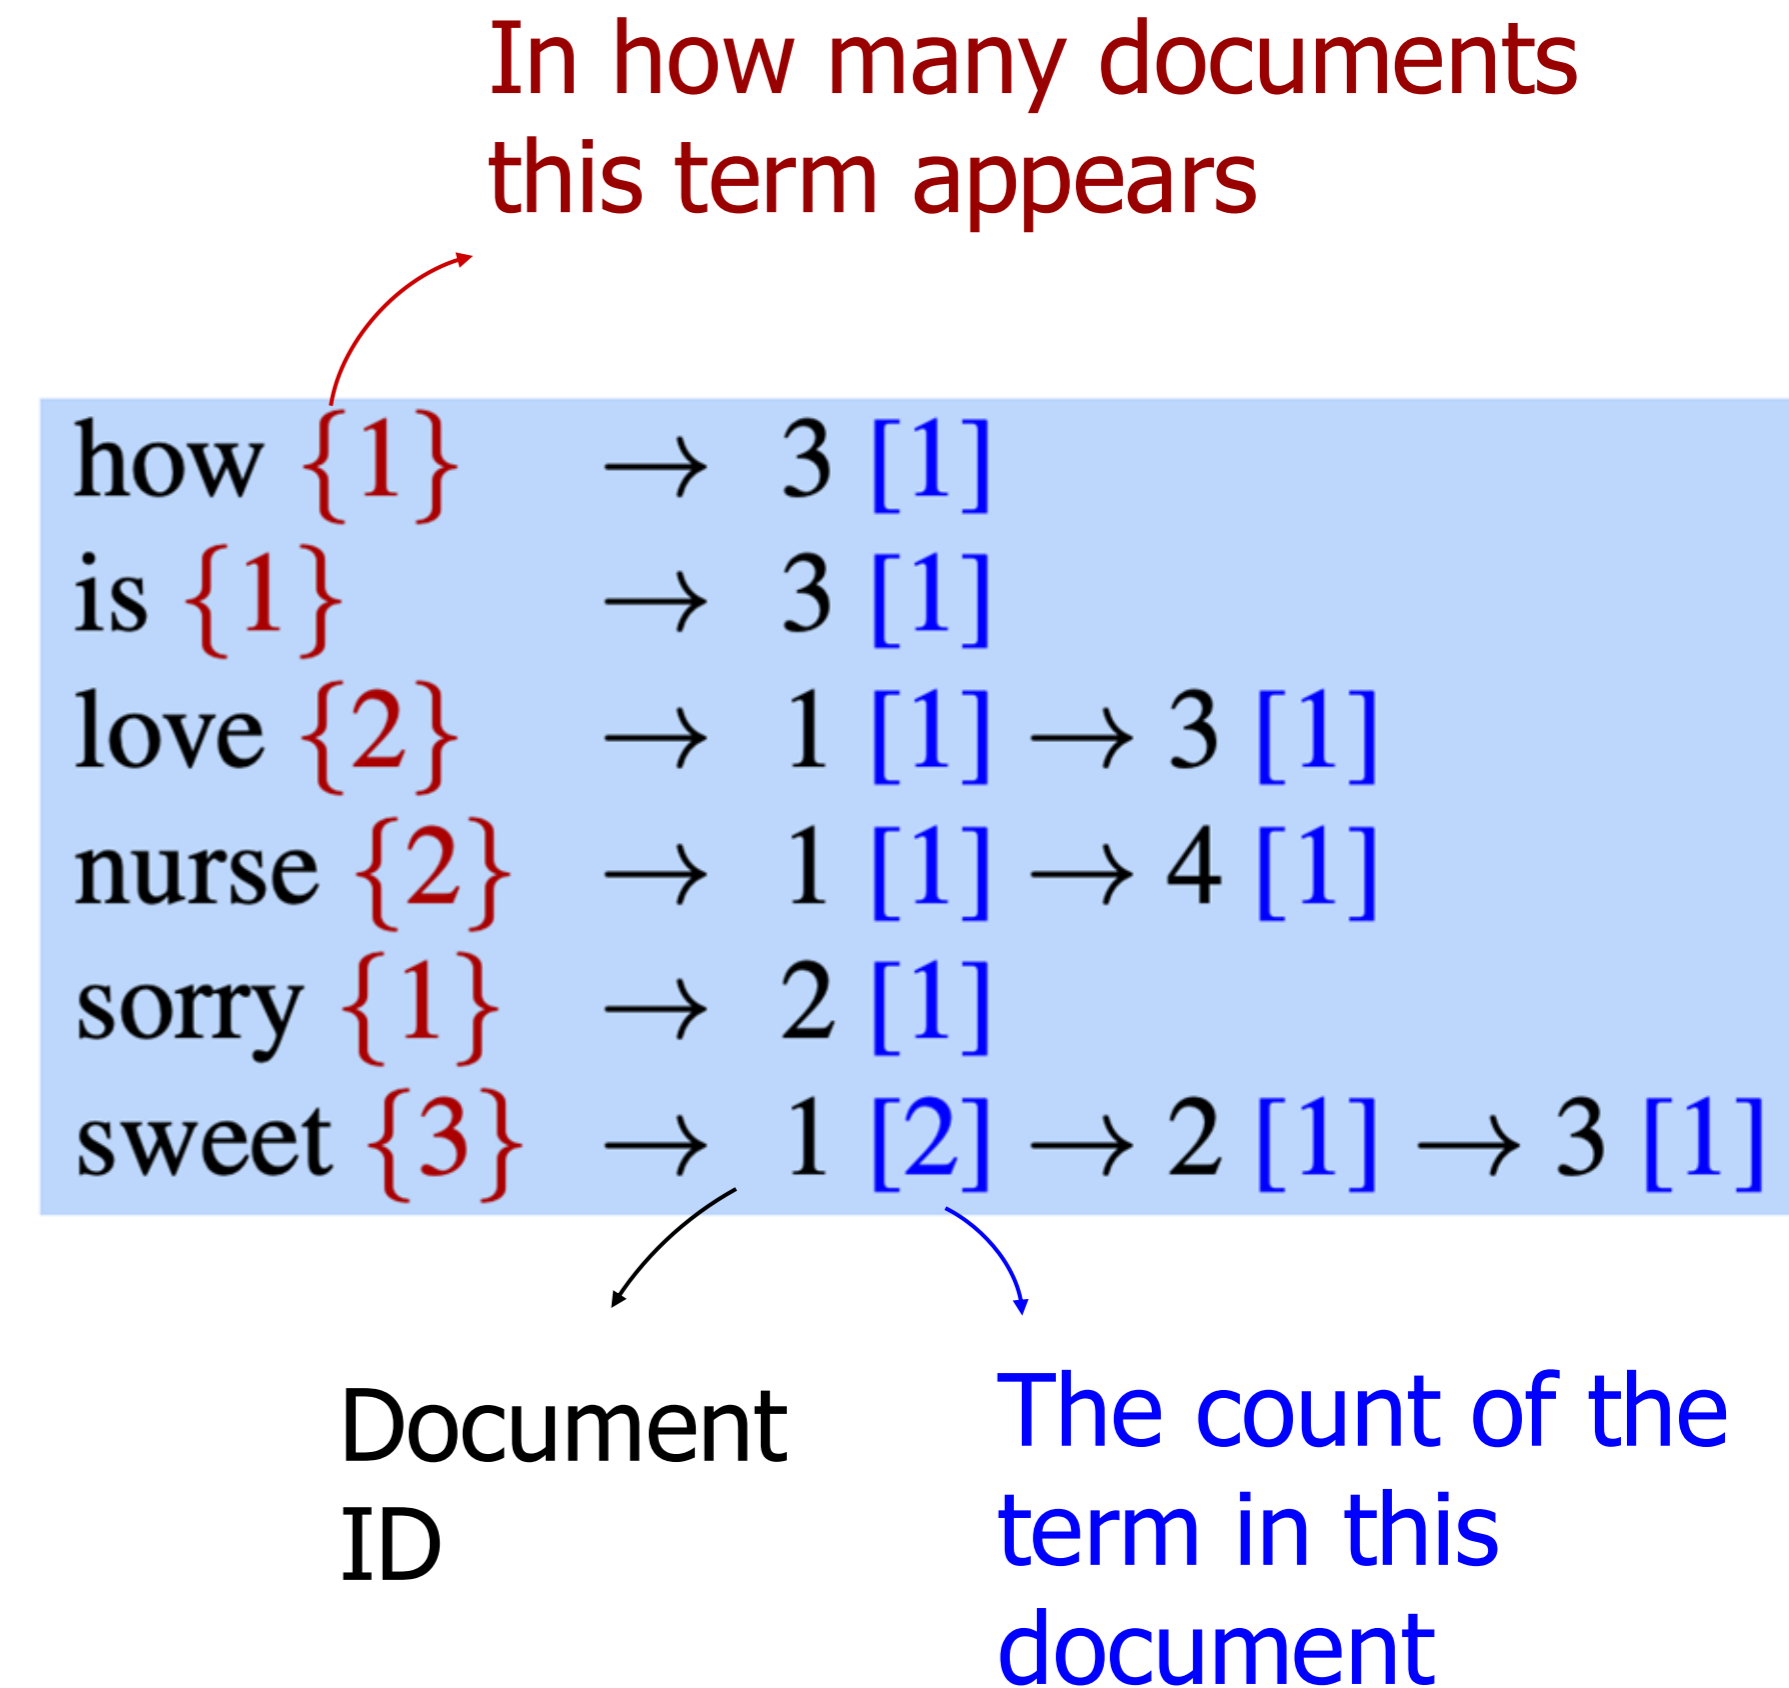 In how many documents
this term appears
how {1} → 3 [1]
is {1} → 3 [1]
love {2} → 1 [1] → 3 [1]
nurse {2} → 1 [1] → 4 [1]
sorry {1} → 2 [1]
sweet {3} → 1 [2] → 2 [1] → 3 [1]
Document
ID
The count of the
term in this
document